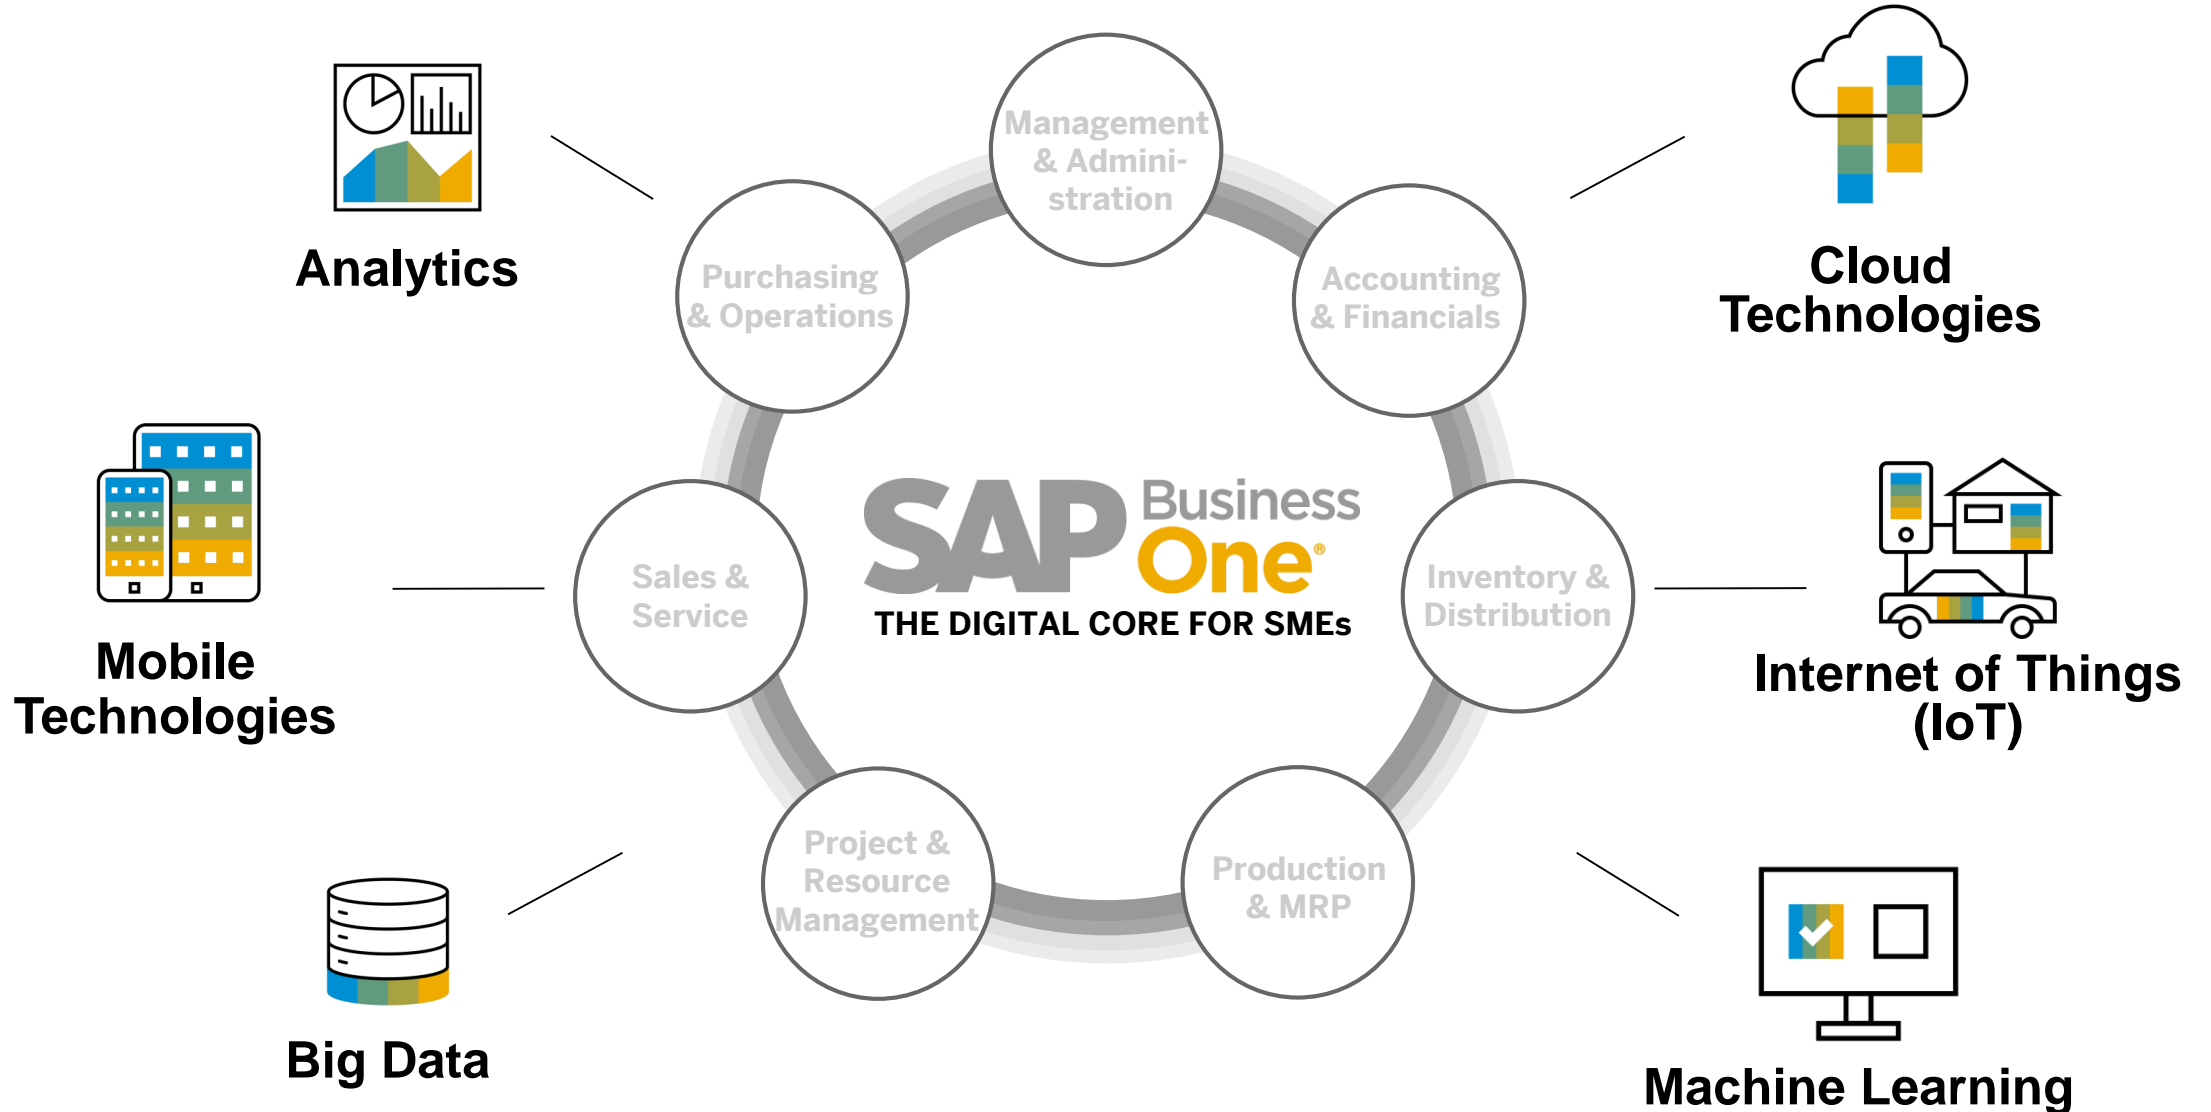 Management
& Admini-
stration
Analytics
Purchasing
& Operations
Accounting
& Financials
Cloud
Technologies
SAP Business
One®
THE DIGITAL CORE FOR SMEs
Sales &
Service
Inventory &
Distribution
Mobile
Technologies
Internet of Things
(IoT)
Project &
Resource
Management
Production
& MRP
Big Data
Machine Learning